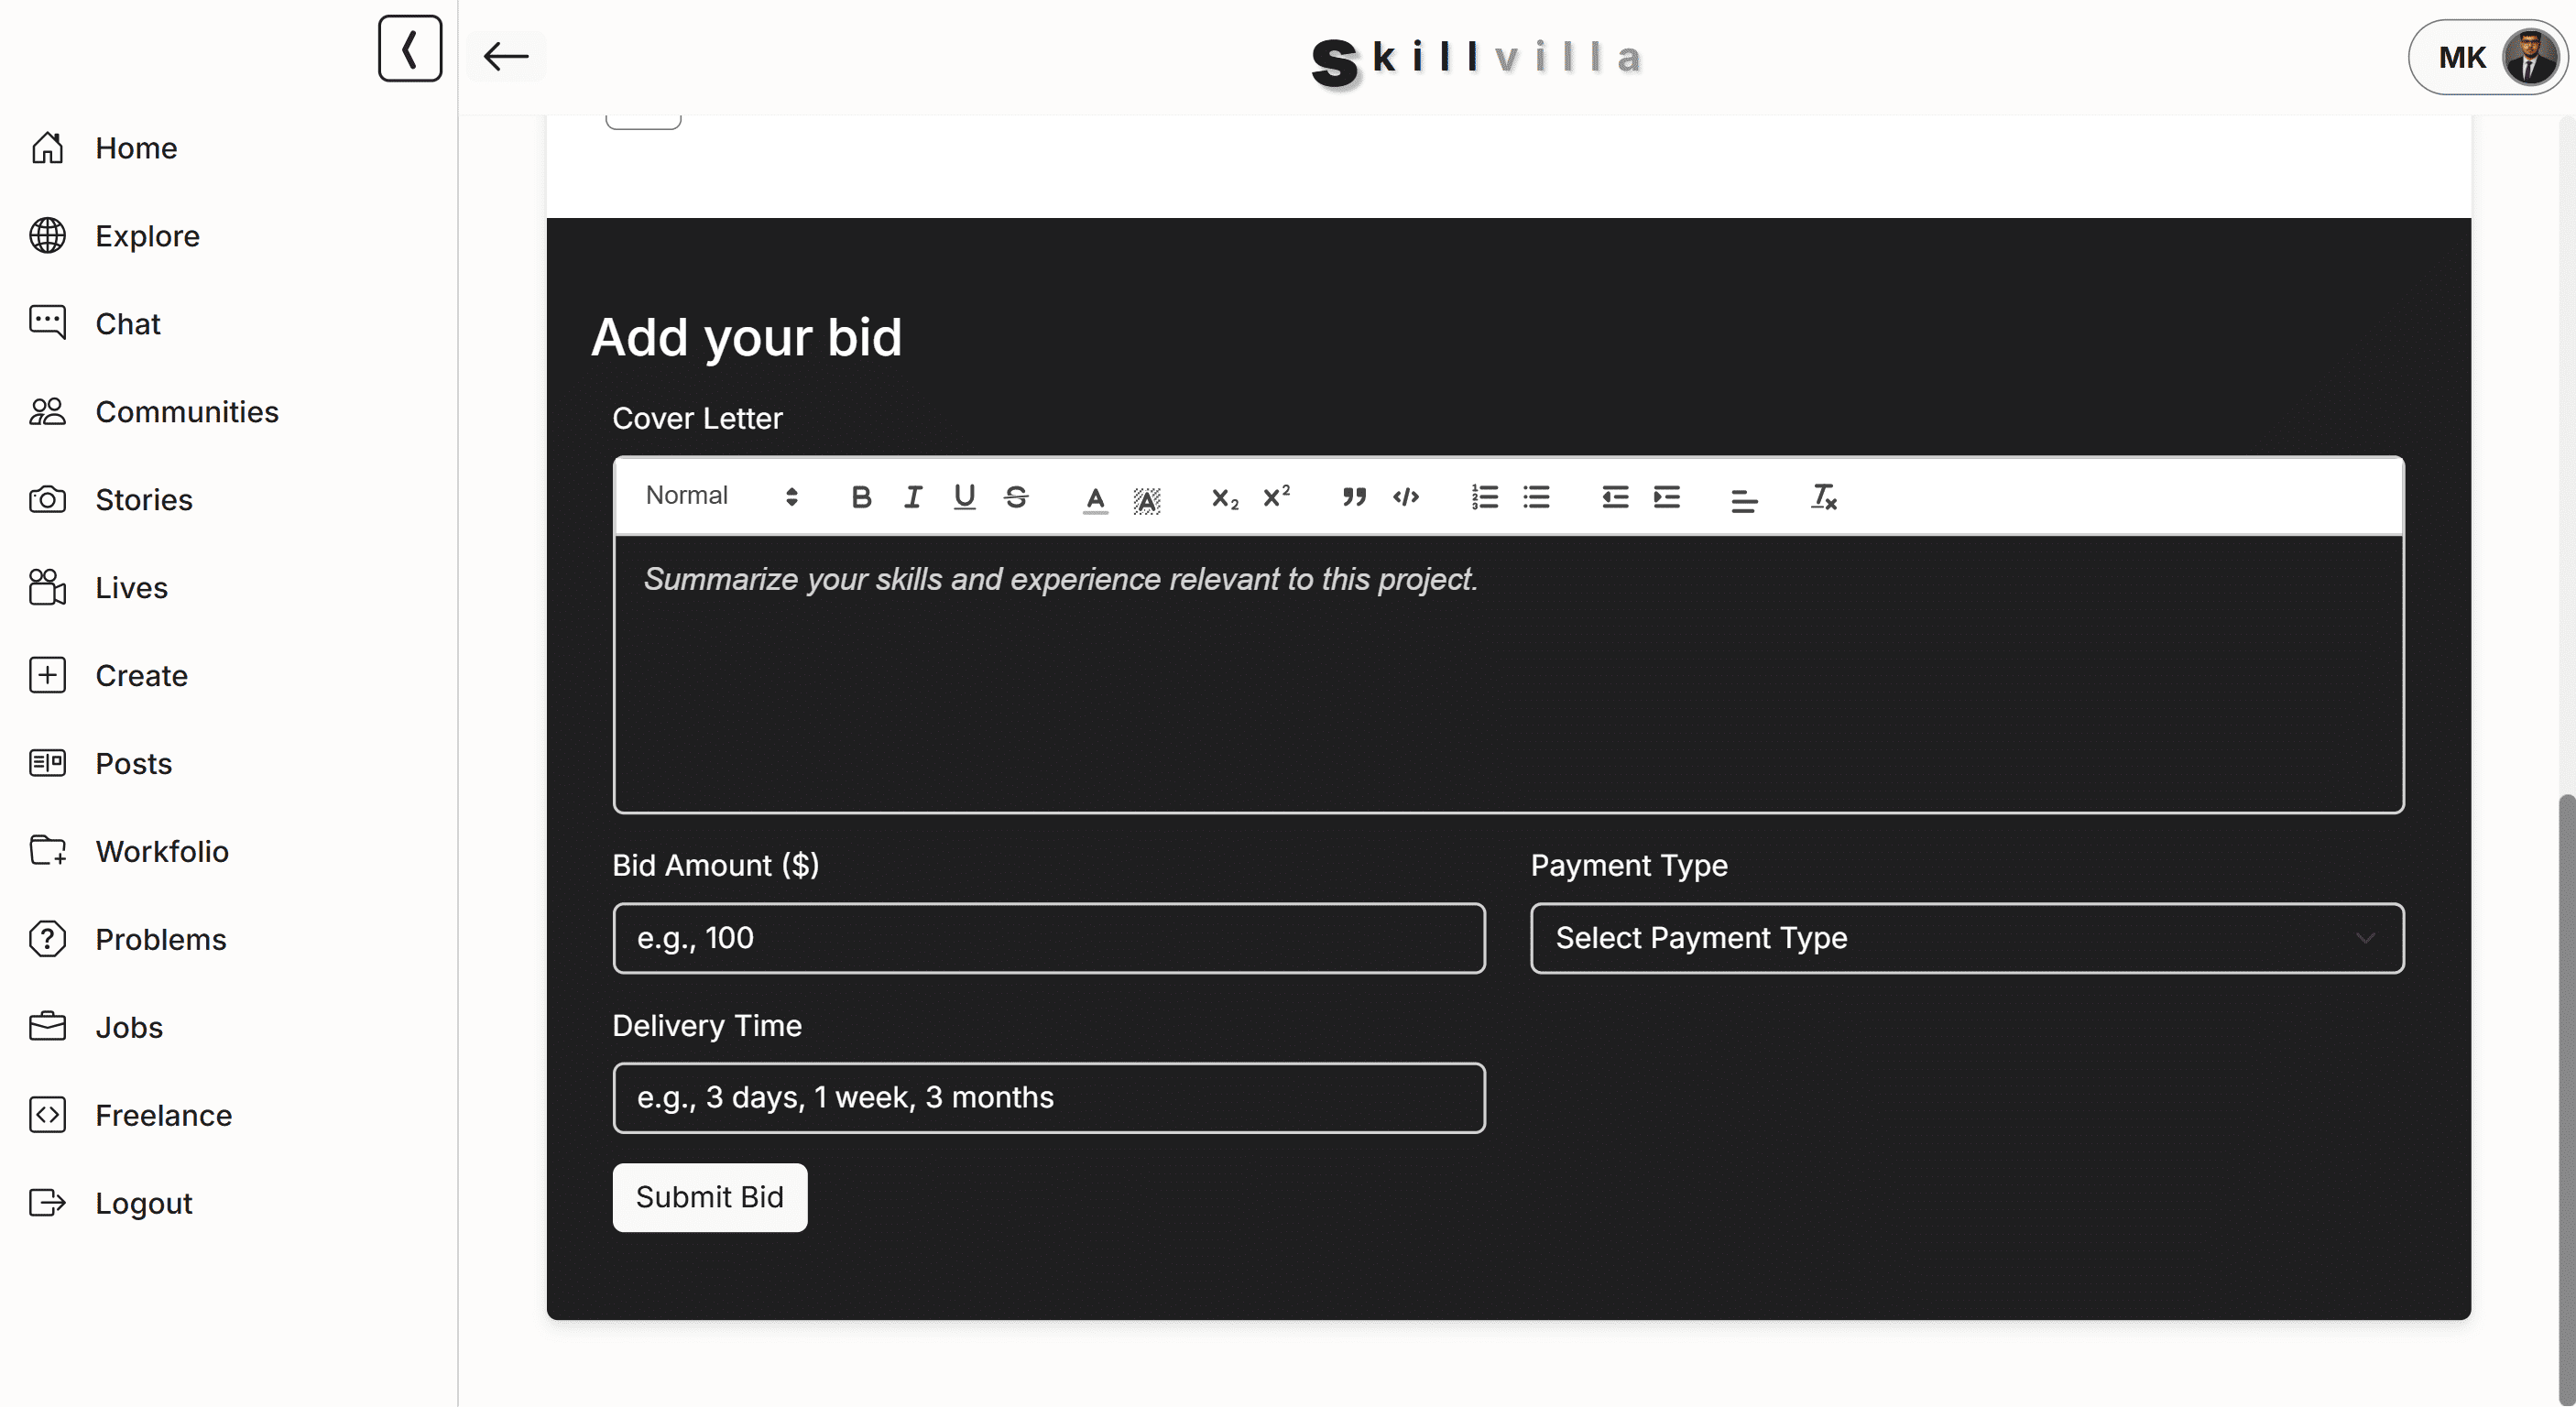 Skillvilla
MK
Home
Explore
Chat
Communities
Stories
Lives
Create
Posts
Workfolio
Problems
Jobs
Freelance
Logout
Add your bid
Cover Letter
Normal
Summarize your skills and experience relevant to this project.
Bid Amount ($)
Payment Type
e.g., 100
Select Payment Type
Delivery Time
e.g., 3 days, 1 week, 3 months
Submit Bid